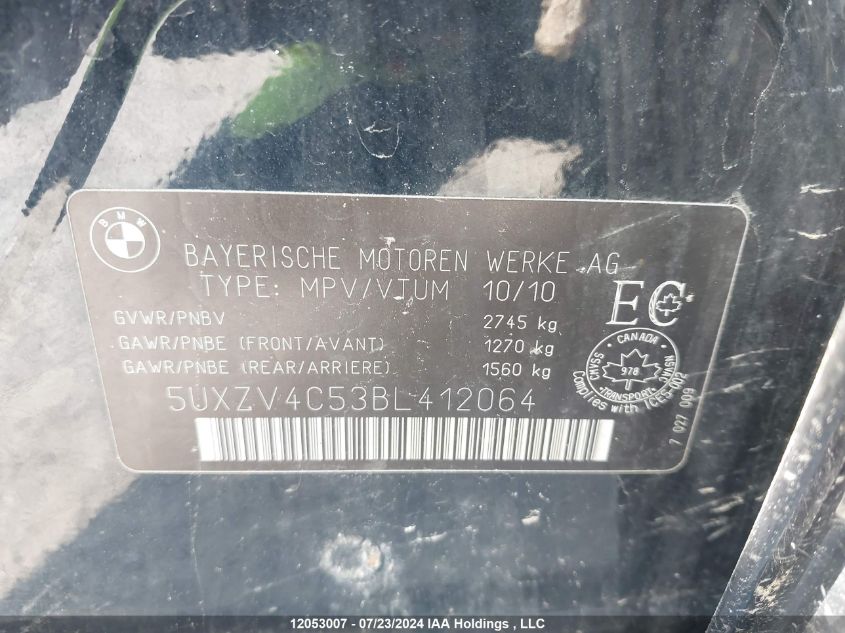 BMW
BAYERISCHE MOTOREN WERKE AG
TYPE: MPV/VTUM 10/10
GVWR/PNBV 2745 kg
GAWR/PNBE (FRONT/AVANT) 1270 kg
GAWR/PNBE (REAR/ARRIERE) 1560 kg
5UXZV4C53BL412064
EC
CANADA
NSVAC
978
CMVSS
TRANSPORT
Complies with ICES-002
7 027 009
12053007 - 07/23/2024 IAA Holdings , LLC